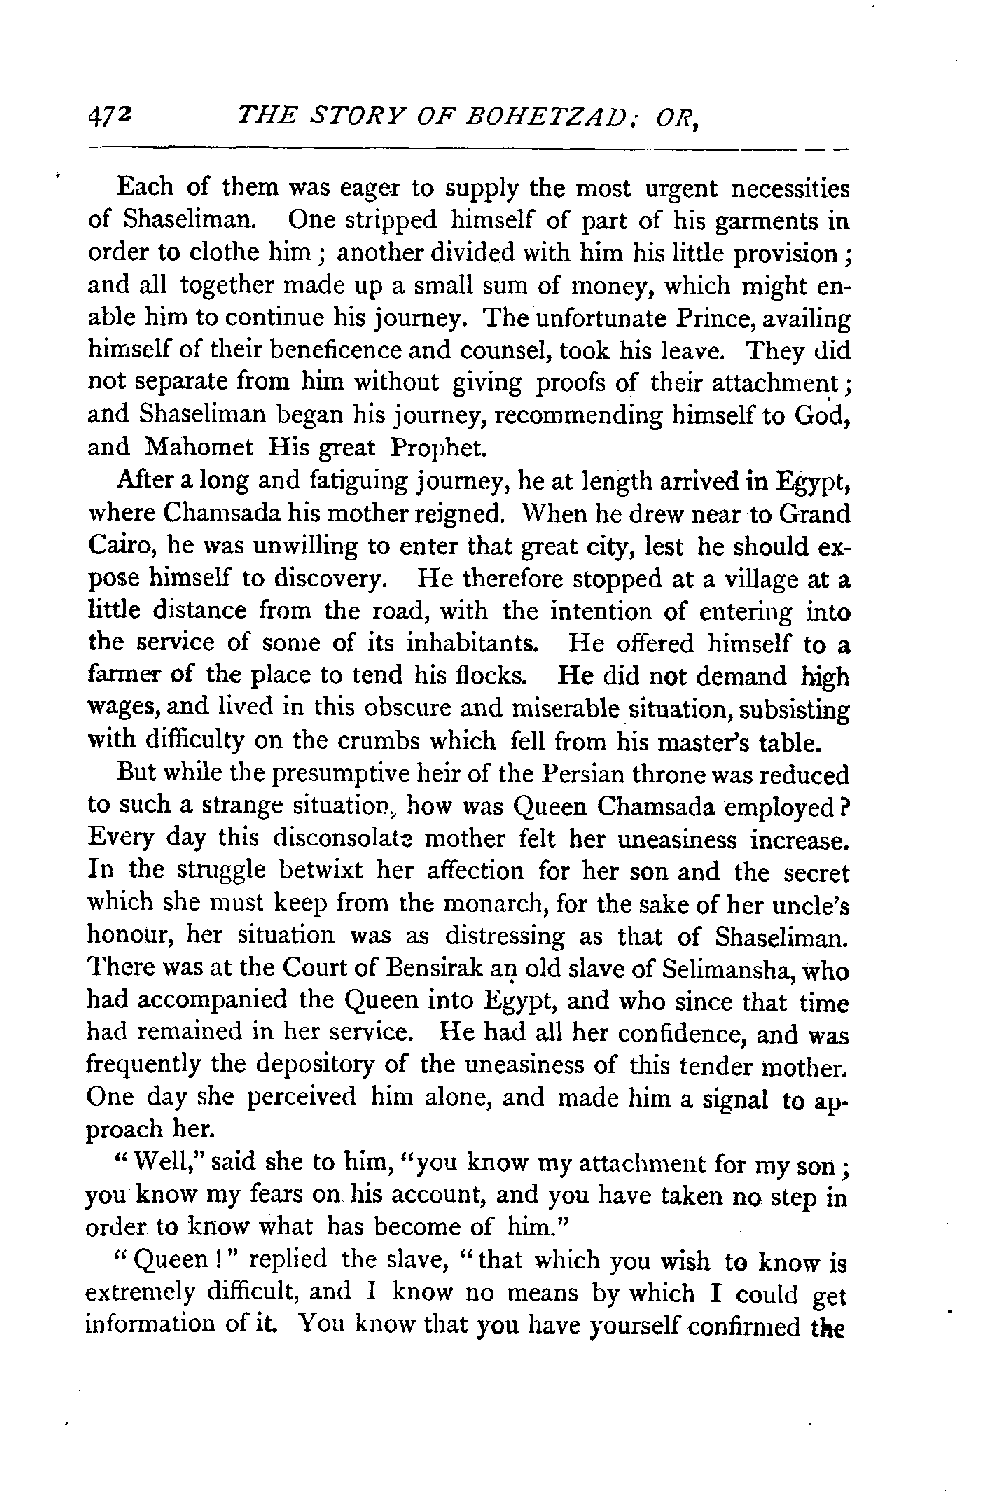 472 THE STORY OF BOHETZAD; OR,
Each of them was eager to supply the most urgent necessities
of Shaseliman. One stripped himself of part of his garments in
order to clothe him; another divided with him his little provision;
and all together made up a small sum of money, which might en-
able him to continue his journey. The unfortunate Prince, availing
himself of their beneficence and counsel, took his leave. They did
not separate from him without giving proofs of their attachment;
and Shaseliman began his journey, recommending himself to God,
and Mahomet His great Prophet.
After a long and fatiguing journey, he at length arrived in Egypt,
where Chamsada his mother reigned. When he drew near to Grand
Cairo, he was unwilling to enter that great city, lest he should ex-
pose himself to discovery. He therefore stopped at a village at a
little distance from the road, with the intention of entering into
the service of some of its inhabitants. He offered himself to a
farmer of the place to tend his flocks. He did not demand high
wages, and lived in this obscure and miserable situation, subsisting
with difficulty on the crumbs which fell from his master's table.
But while the presumptive heir of the Persian throne was reduced
to such a strange situation, how was Queen Chamsada employed?
Every day this disconsolate mother felt her uneasiness increase.
In the struggle betwixt her affection for her son and the secret
which she must keep from the monarch, for the sake of her uncle's
honour, her situation was as distressing as that of Shaseliman.
There was at the Court of Bensirak an old slave of Selimansha, who
had accompanied the Queen into Egypt, and who since that time
had remained in her service. He had all her confidence, and was
frequently the depository of the uneasiness of this tender mother.
One day she perceived him alone, and made him a signal to ap-
proach her.
"Well," said she to him, "you know my attachment for my son;
you know my fears on his account, and you have taken no step in
order to know what has become of him."
"Queen!" replied the slave, "that which you wish to know is
extremely difficult, and I know no means by which I could get
information of it. You know that you have yourself confirmed the